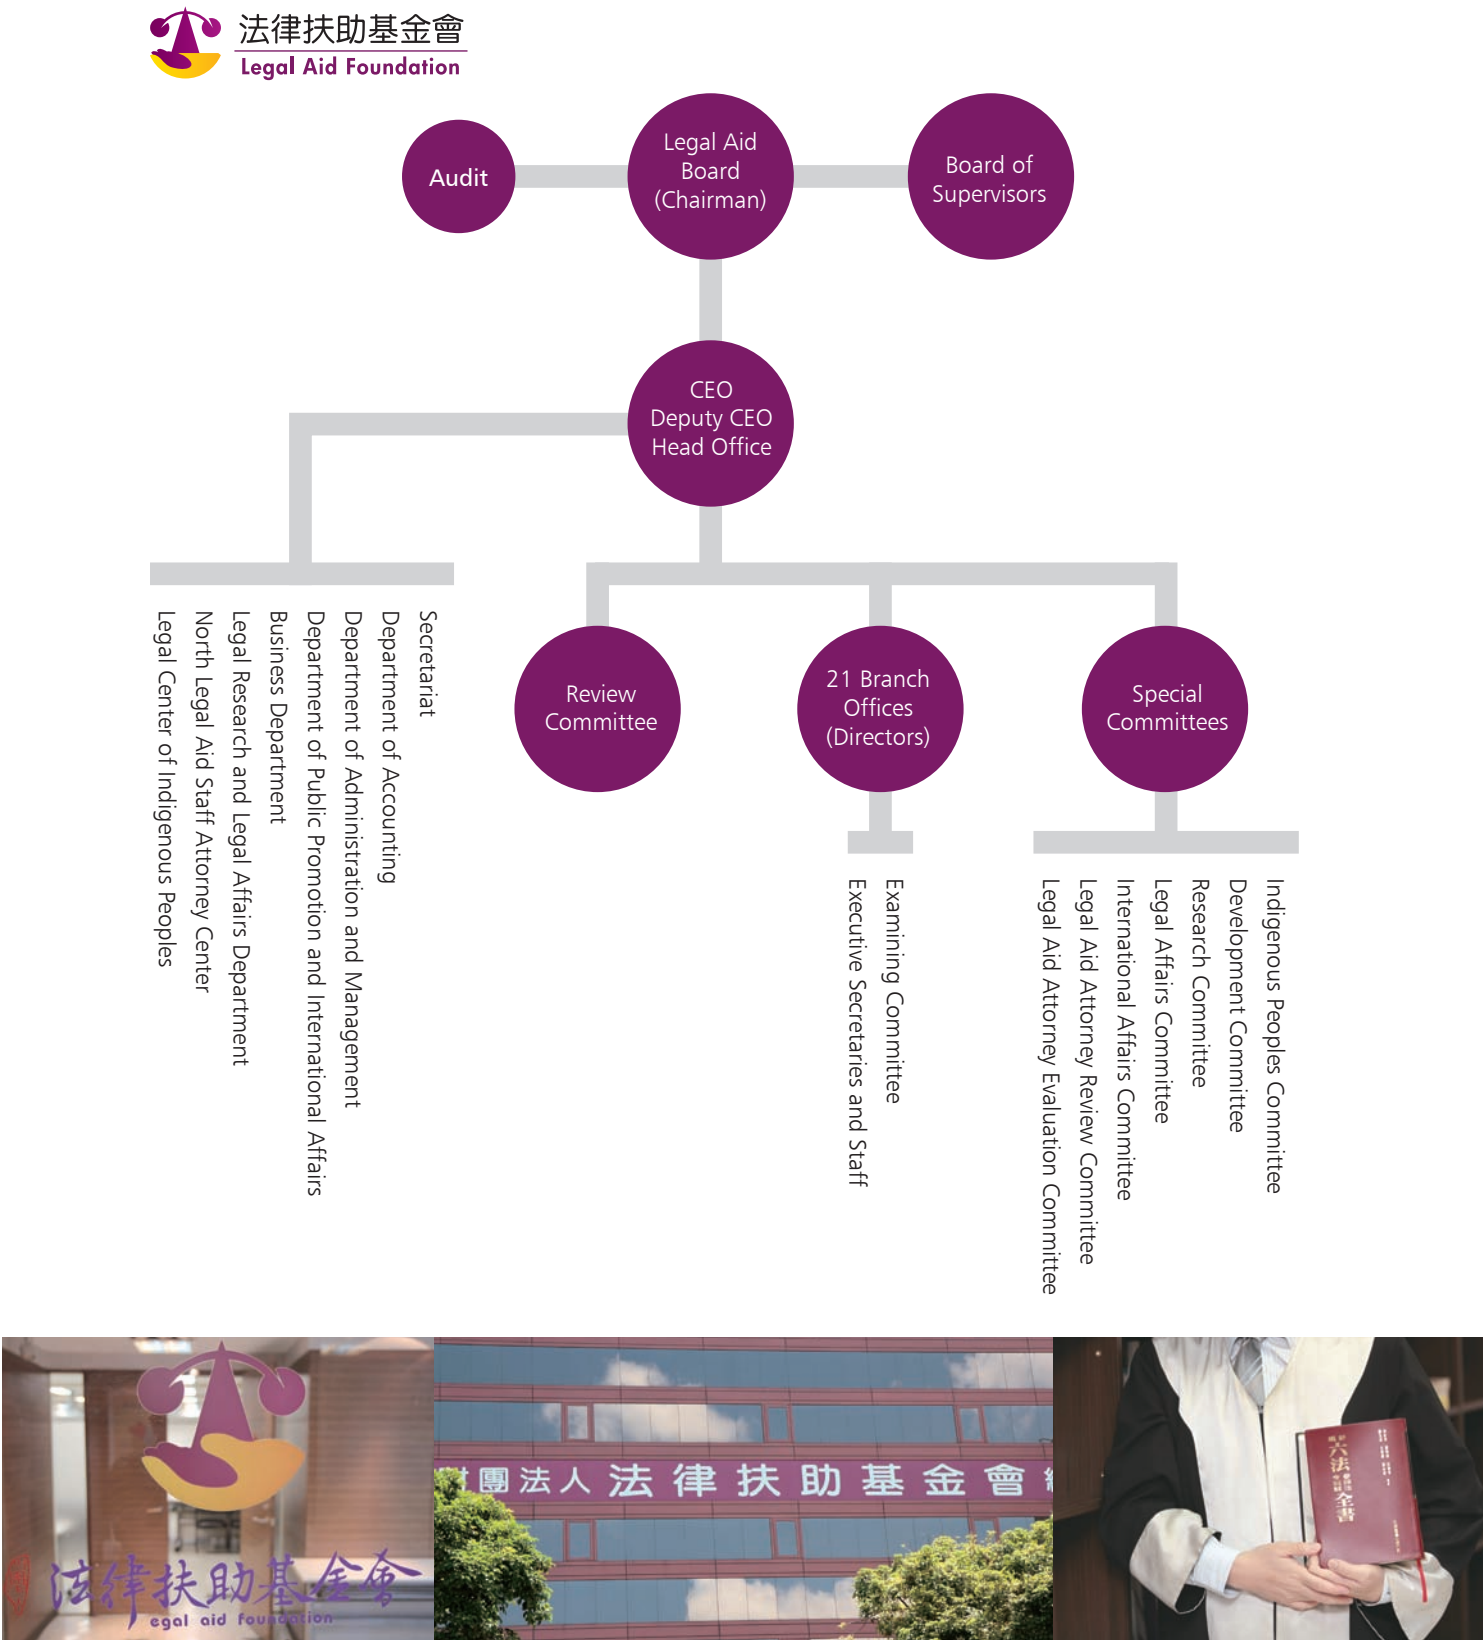 法律扶助基金會
Legal Aid Foundation
Audit
Legal Aid
Board
(Chairman)
Board of
Supervisors
CEO
Deputy CEO
Head Office
Secretariat
Department of Accounting
Department of Administration and Management
Department of Public Promotion and International Affairs
Business Department
Legal Research and Legal Affairs Department
North Legal Aid Staff Attorney Center
Legal Center of Indigenous Peoples
Review
Committee
21 Branch
Offices
(Directors)
Special
Committees
Examining Committee
Executive Secretaries and Staff
Indigenous Peoples Committee
Development Committee
Research Committee
Legal Affairs Committee
International Affairs Committee
Legal Aid Attorney Review Committee
Legal Aid Attorney Evaluation Committee
法律扶助基金會
egal aid foundation
財團法人法律扶助基金會
六法全書